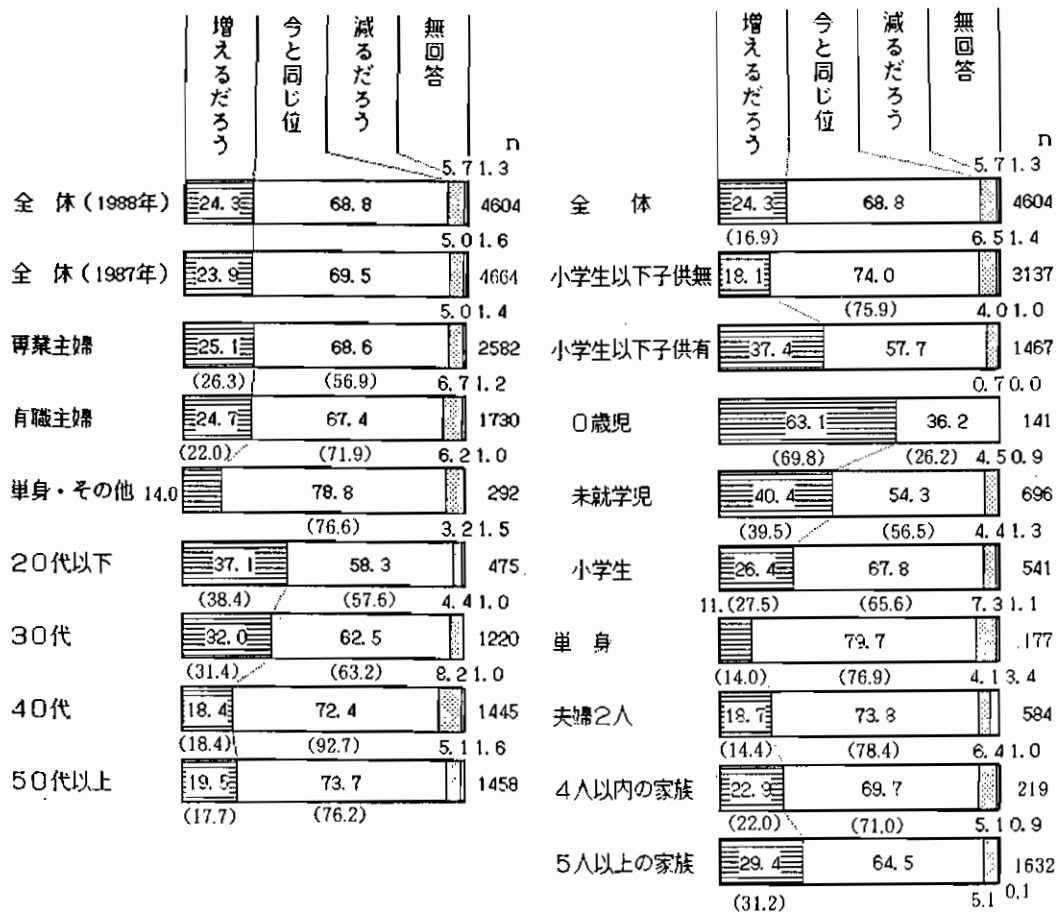 増えるだろう
今と同じ位
減るだろう
無回答
n
5.7 1.3
全 体（1988年） 24.3 68.8 4604
5.0 1.6
全 体（1987年） 23.9 69.5 4664
5.0 1.4
専業主婦 25.1 68.6 2582
(26.3) (56.9) 6.7 1.2
有職主婦 24.7 67.4 1730
(22.0) (71.9) 6.2 1.0
単身・その他 14.0 78.8 292
(76.6) 3.2 1.5
20代以下 37.1 58.3 475
(38.4) (57.6) 4.4 1.0
30代 32.0 62.5 1220
(31.4) (63.2) 8.2 1.0
40代 18.4 72.4 1445
(18.4) (92.7) 5.1 1.6
50代以上 19.5 73.7 1458
(17.7) (76.2)
増えるだろう
今と同じ位
減るだろう
無回答
n
5.7 1.3
全 体 24.3 68.8 4604
(16.9) 6.5 1.4
小学生以下子供無 18.1 74.0 3137
(75.9) 4.0 1.0
小学生以下子供有 37.4 57.7 1467
0.7 0.0
0歳児 63.1 36.2 141
(69.8) (26.2) 4.5 0.9
未就学児 40.4 54.3 696
(39.5) (56.5) 4.4 1.3
小学生 26.4 67.8 541
11. (27.5) (65.6) 7.3 1.1
単 身 79.7 177
(14.0) (76.9) 4.1 3.4
夫婦2人 18.7 73.8 584
(14.4) (78.4) 6.4 1.0
4人以内の家族 22.9 69.7 219
(22.0) (71.0) 5.1 0.9
5人以上の家族 29.4 64.5 1632
(31.2) 5.1 0.1